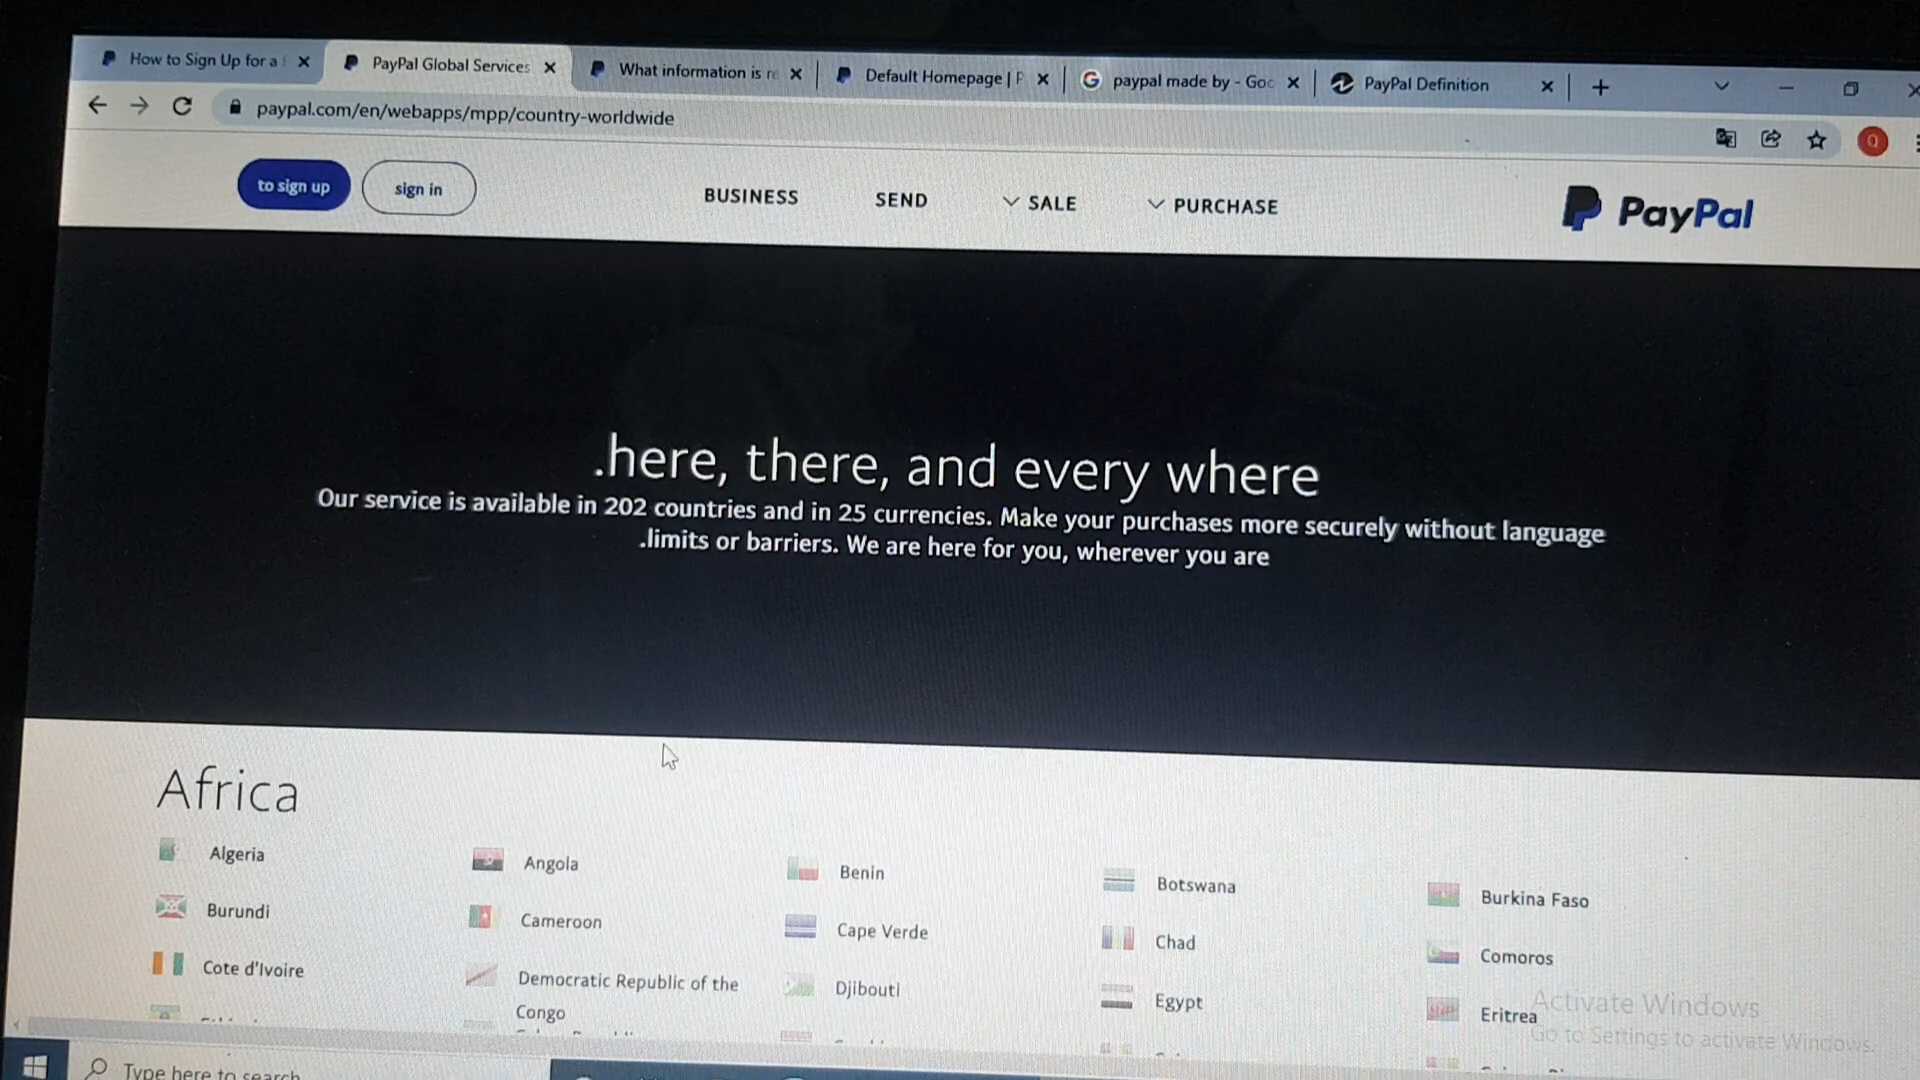 How to Sign Up for a
PayPal Global Services
What information is re
Default Homepage | P
paypal made by - Goo
PayPal Definition
paypal.com/en/webapps/mpp/country-worldwide
to sign up
sign in
BUSINESS
SEND
SALE
PURCHASE
PayPal
.here, there, and every where
Our service is available in 202 countries and in 25 currencies. Make your purchases more securely without language
.limits or barriers. We are here for you, wherever you are
Africa
Algeria
Angola
Benin
Botswana
Burkina Faso
Burundi
Cameroon
Cape Verde
Chad
Comoros
Cote d'Ivoire
Democratic Republic of the
Congo
Djibouti
Egypt
Eritrea
Activate Windows
Go to Settings to activate Windows.
Type here to search